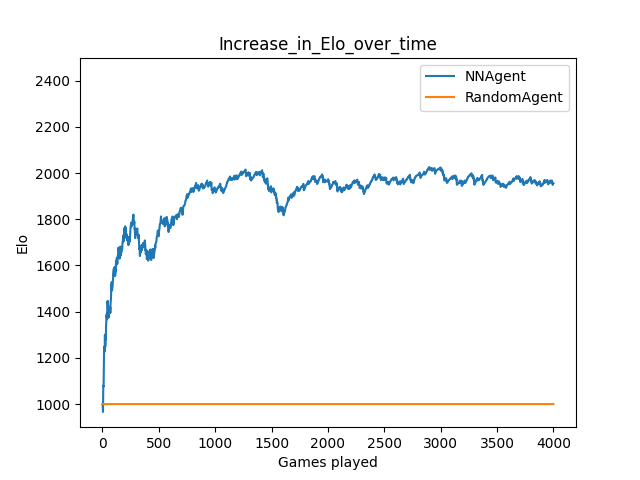 Increase_in_Elo_over_time
NNAgent
RandomAgent
2400
2200
2000
1800
1600
1400
1200
1000
Elo
0 500 1000 1500 2000 2500 3000 3500 4000
Games played